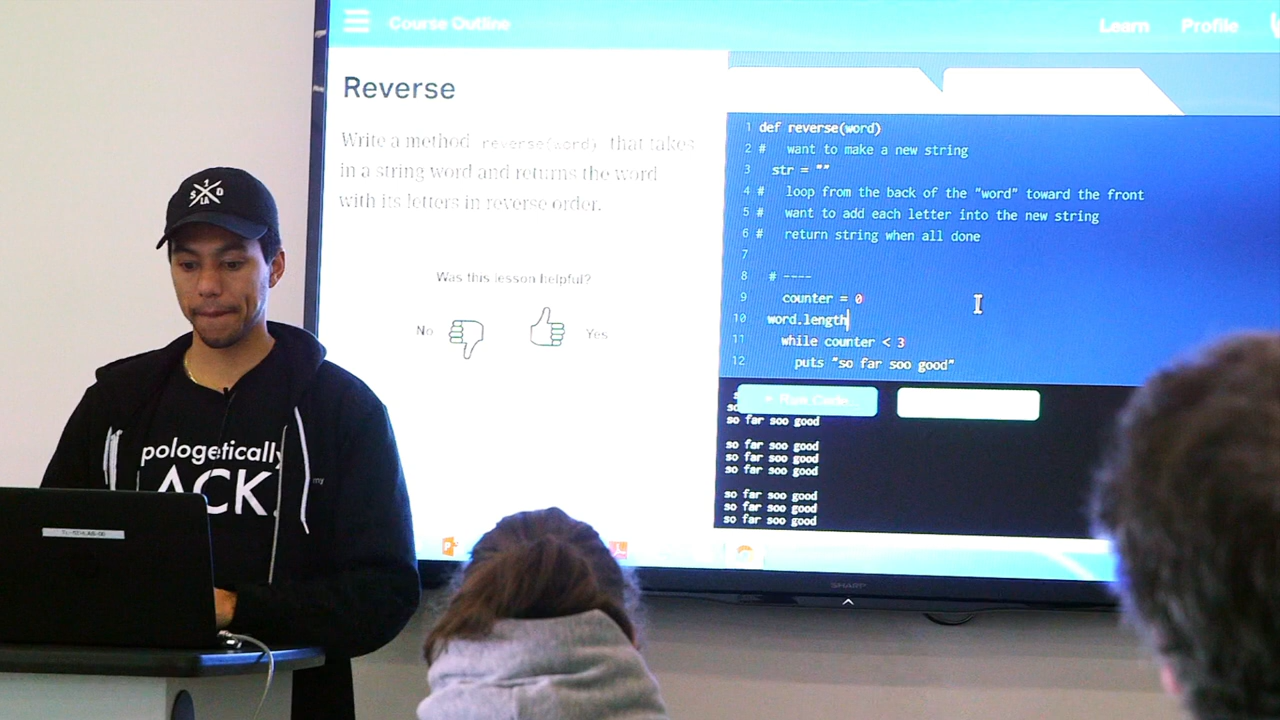 Course Outline
Learn
Profile
Reverse
Write a method reverse(word) that takes
in a string word and returns the word
with its letters in reverse order.
Was this lesson helpful?
No
Yes
1 def reverse(word)
2 # want to make a new string
3 str = ""
4 # loop from the back of the "word" toward the front
5 # want to add each letter into the new string
6 # return string when all done
7
8 # ----
9 counter = 0
10 word.length
11 while counter < 3
12 puts "so far soo good"
Run Code
so far soo good
so far soo good
so far soo good
so far soo good
so far soo good
so far soo good
so far soo good
SHARP
S
LA
pologetically
ACK.
my